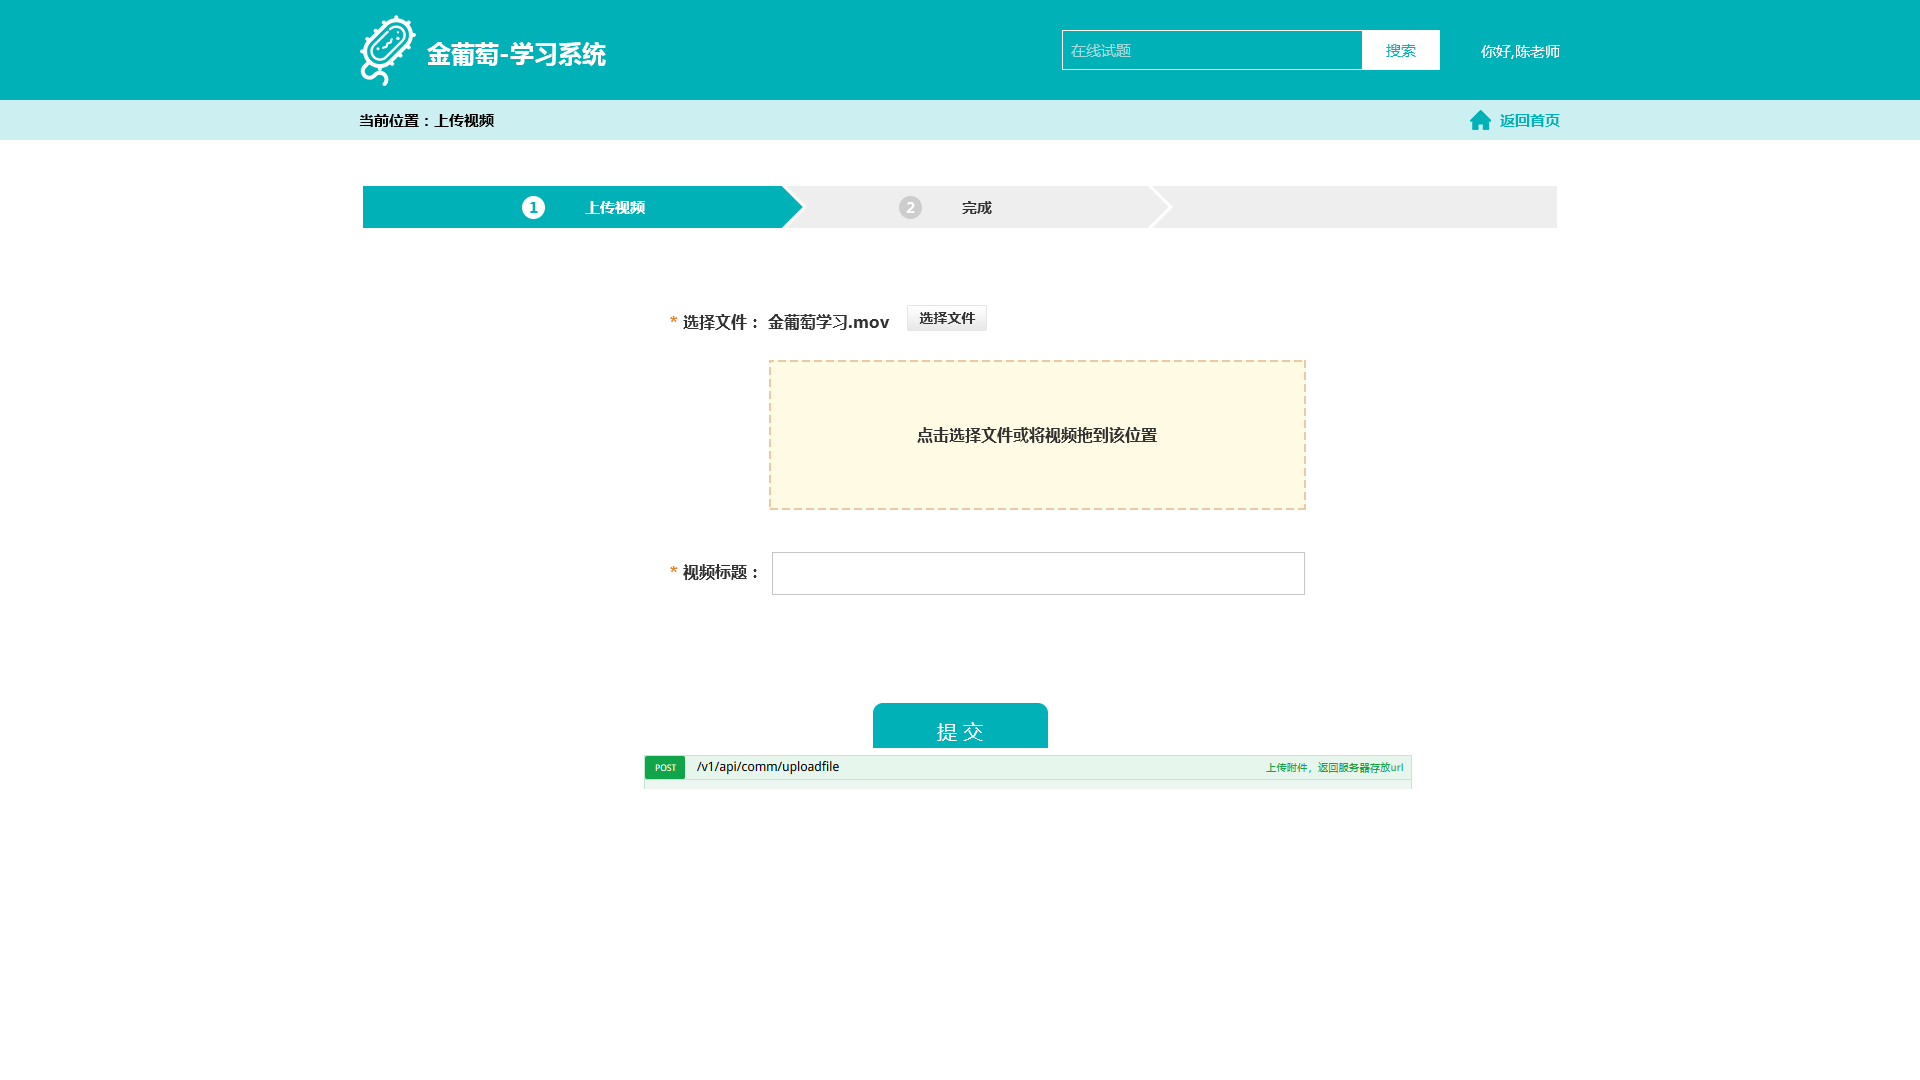 金葡萄-学习系统
在线试题
搜索
你好,陈老师
当前位置：上传视频
返回首页
1 上传视频
2 完成
* 选择文件： 金葡萄学习.mov 选择文件
点击选择文件或将视频拖到该位置
* 视频标题：
提 交
POST /v1/api/comm/uploadfile 上传附件，返回服务器存放url